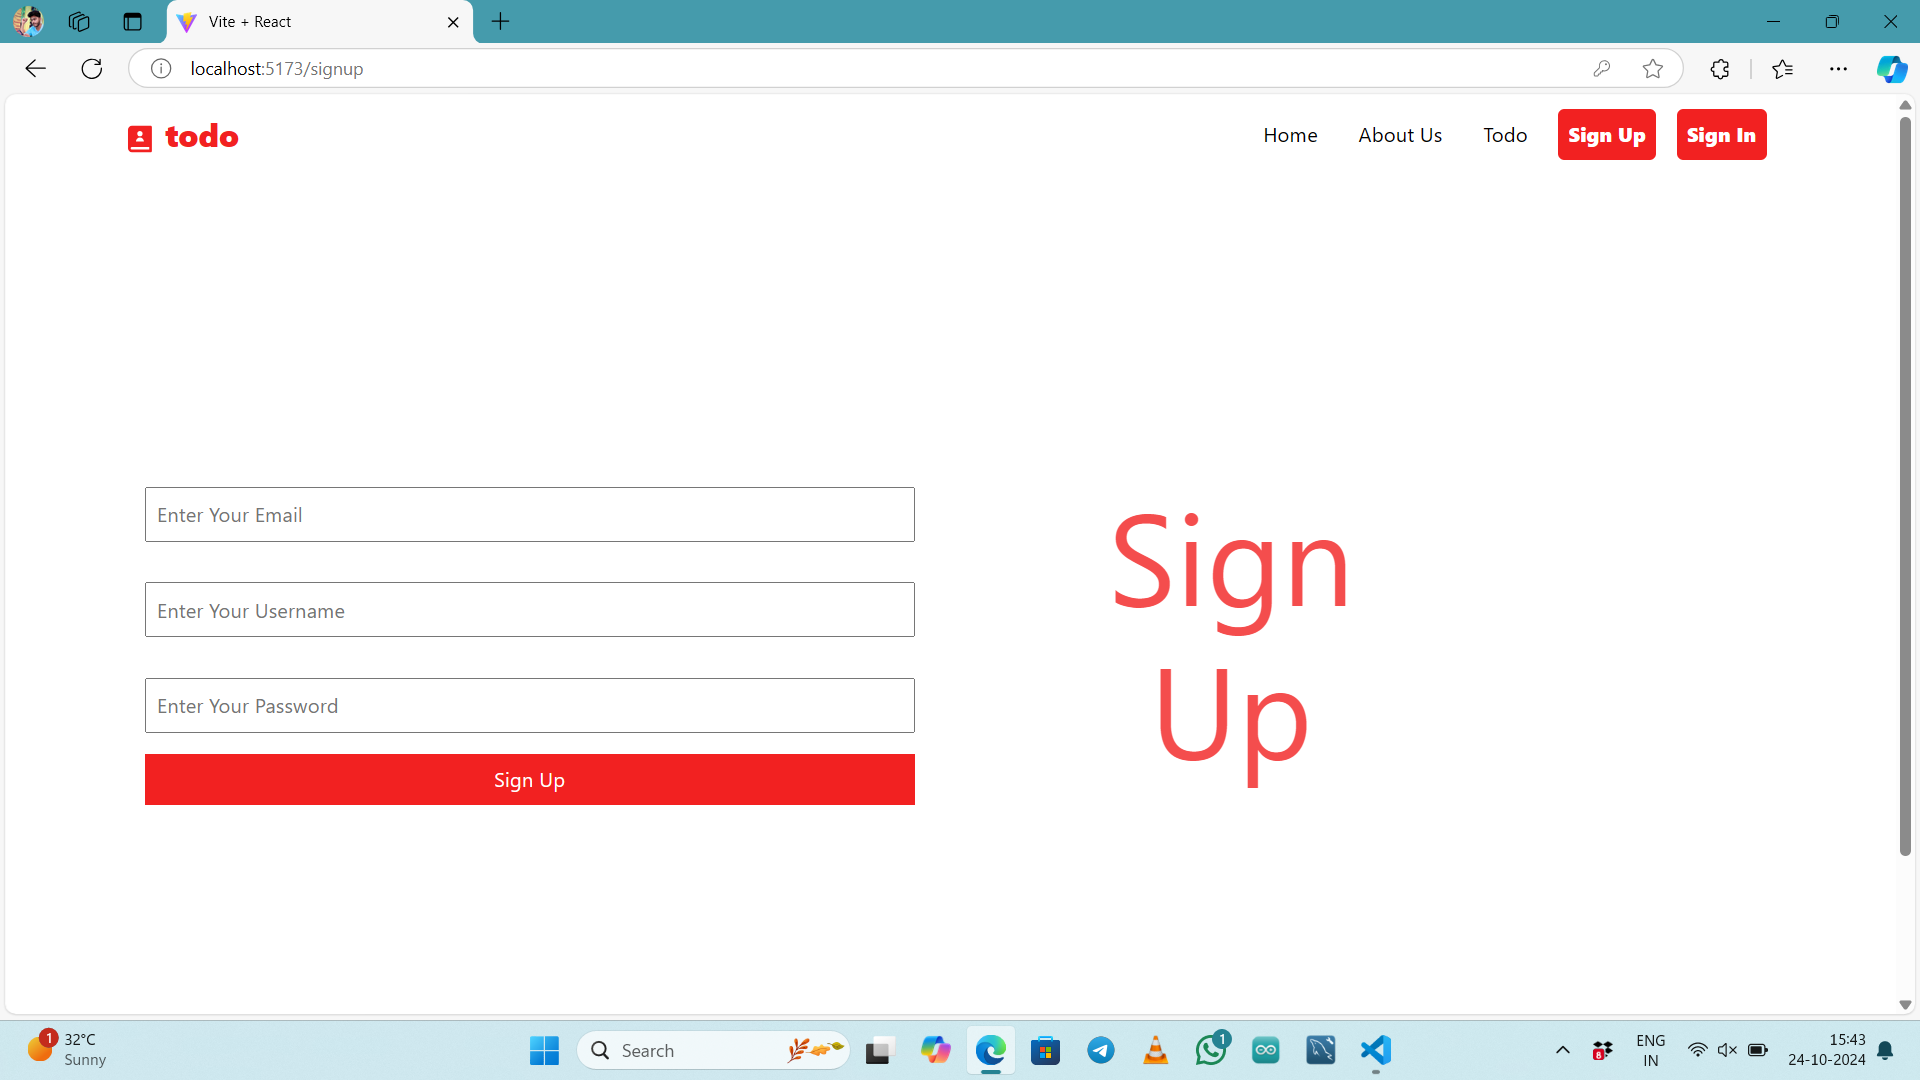 Vite + React
localhost:5173/signup
todo
Home
About Us
Todo
Sign Up
Sign In
Enter Your Email
Enter Your Username
Enter Your Password
Sign Up
Sign
Up
1
32°C
Sunny
Search
1
8
ENG
IN
15:43
24-10-2024